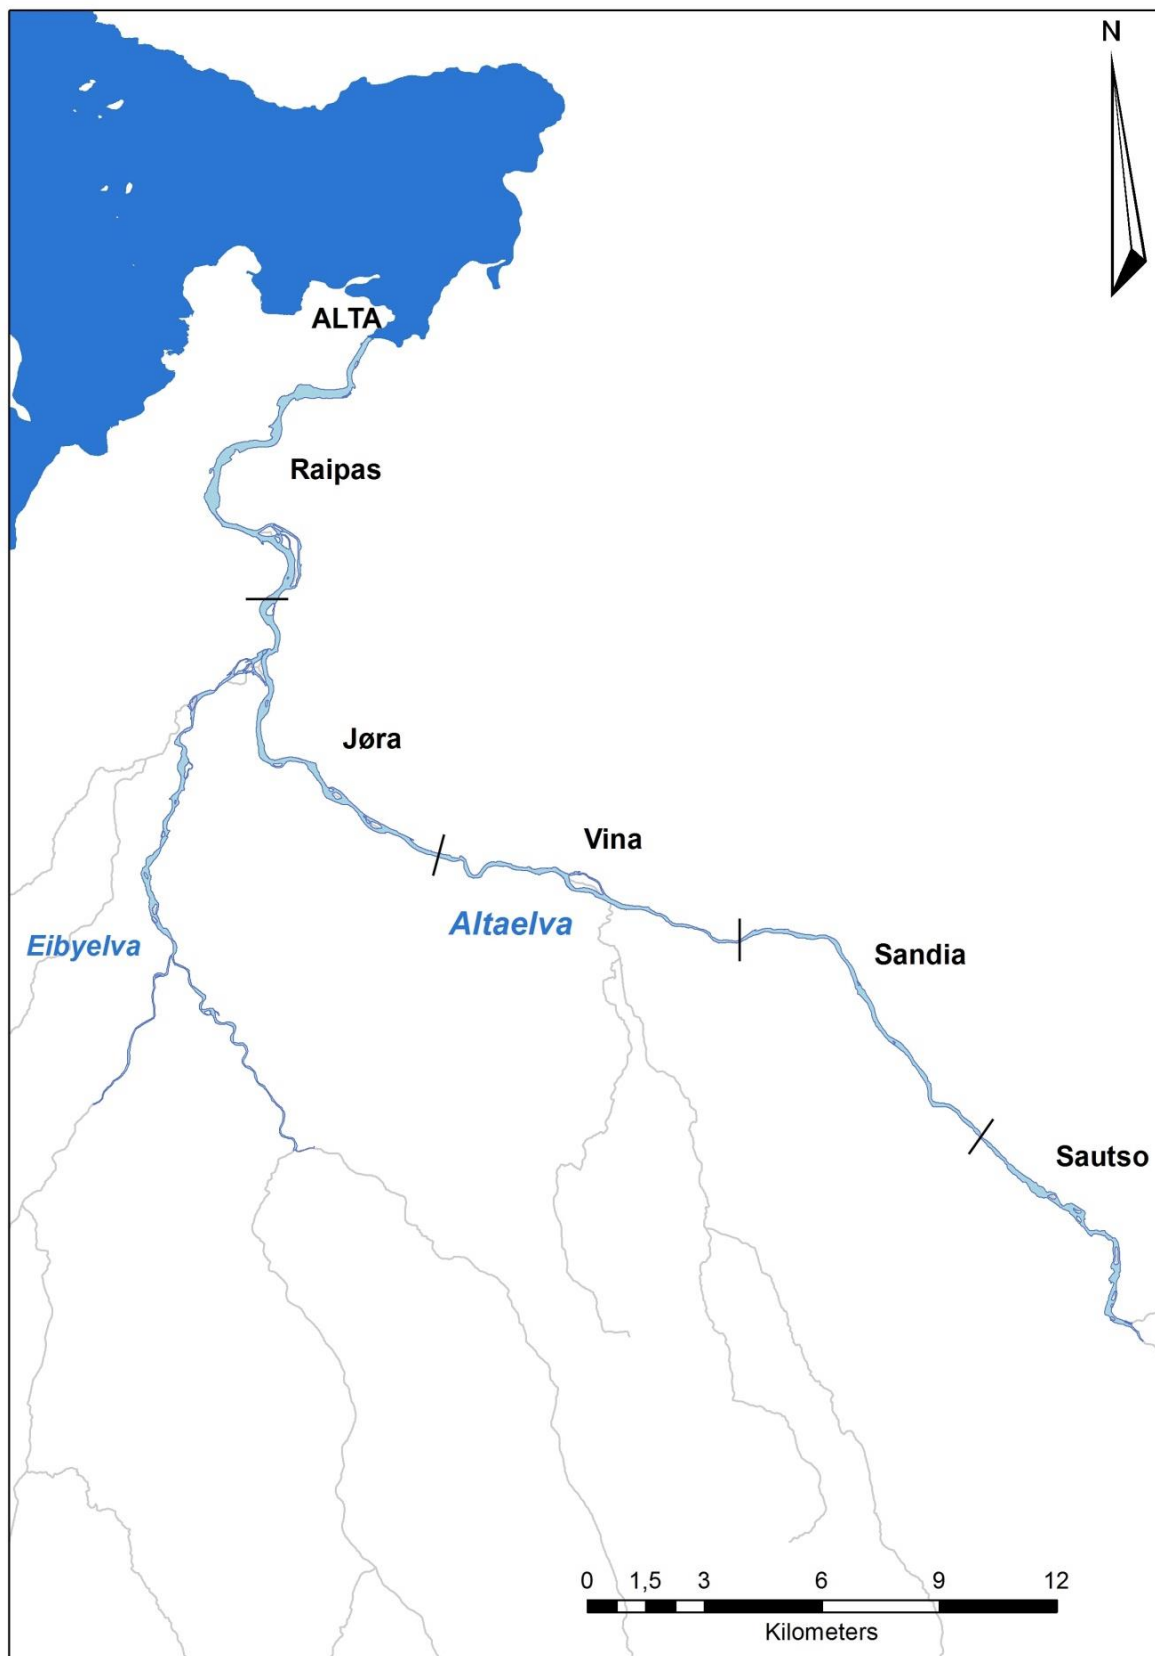 N
ALTA
Raipas
Jøra
Vina
Altaelva
Eibyelva
Sandia
Sautso
0 1,5 3 6 9 12
Kilometers